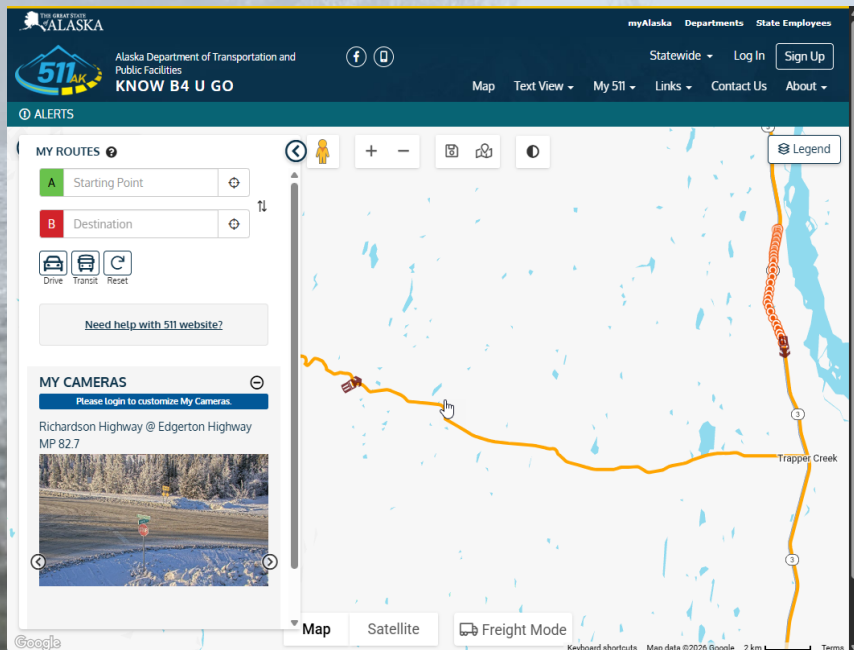 THE GREAT STATE
of ALASKA
myAlaska Departments State Employees
511AK
Alaska Department of Transportation and
Public Facilities
KNOW B4 U GO
Statewide Log In Sign Up
Map Text View My 511 Links Contact Us About
ALERTS
MY ROUTES
A Starting Point
B Destination
Drive Transit Reset
Need help with 511 website?
MY CAMERAS
Please login to customize My Cameras.
Richardson Highway @ Edgerton Highway
MP 82.7
Legend
3
3
Trapper Creek
3
Map Satellite Freight Mode
Google
Keyboard shortcuts Map data ©2026 Google 2 km Terms